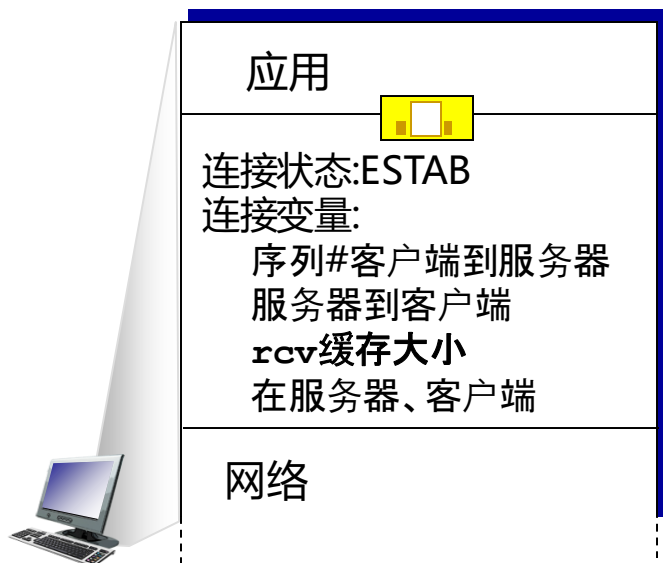 应用
连接状态:ESTAB
连接变量:
序列#客户端到服务器
服务器到客户端
rcv缓存大小
在服务器、客户端
网络